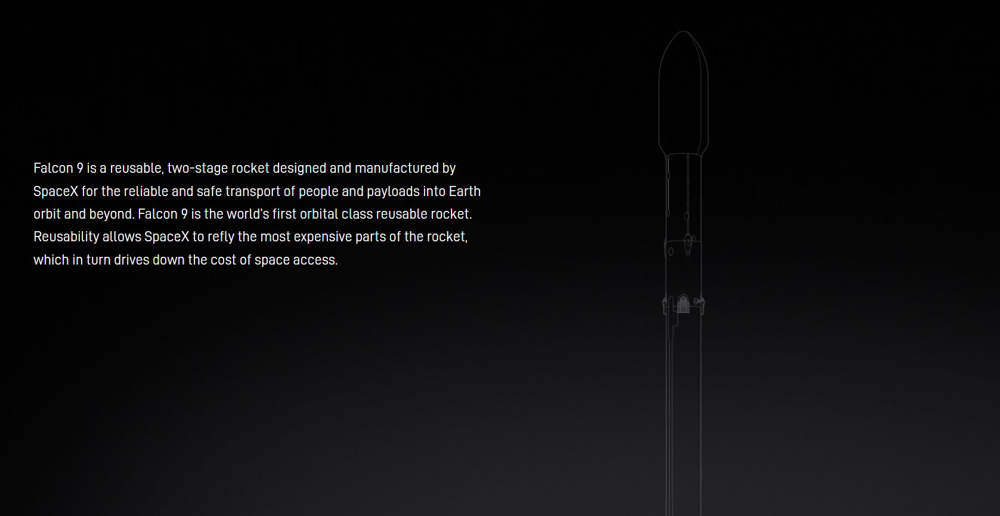 Falcon 9 is a reusable, two-stage rocket designed and manufactured by
SpaceX for the reliable and safe transport of people and payloads into Earth
orbit and beyond. Falcon 9 is the world's first orbital class reusable rocket.
Reusability allows SpaceX to refly the most expensive parts of the rocket,
which in turn drives down the cost of space access.